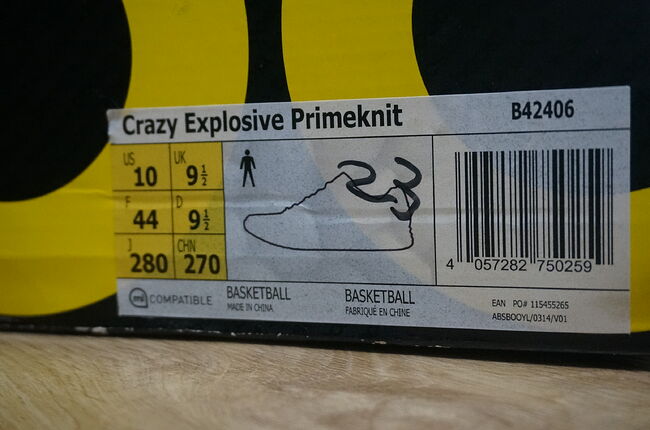 Crazy Explosive Primeknit B42406
US 10 UK 9½
F 44 D 9½
J 280 CHN 270
4 057282 750259
mi COMPATIBLE BASKETBALL MADE IN CHINA BASKETBALL FABRIQUÉ EN CHINE
EAN PO# 115455265
ABSBOOYL/0314/V01